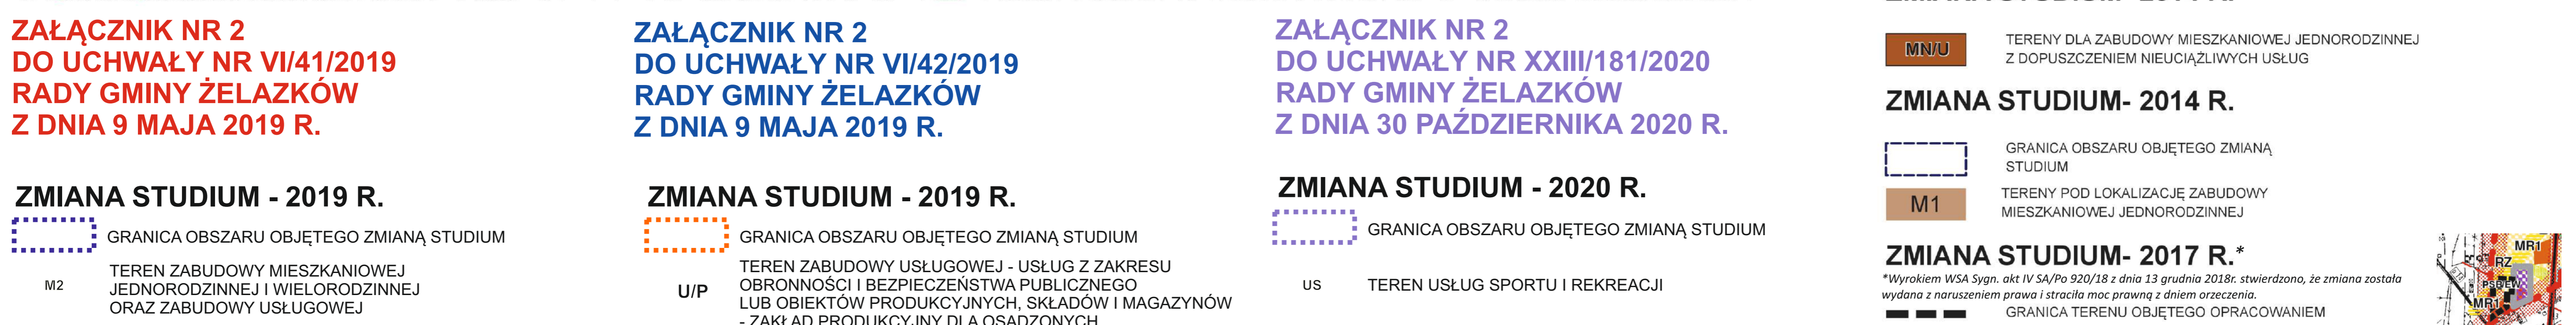 ZAŁĄCZNIK NR 2
DO UCHWAŁY NR VI/41/2019
RADY GMINY ŻELAZKÓW
Z DNIA 9 MAJA 2019 R.
ZMIANA STUDIUM - 2019 R.
GRANICA OBSZARU OBJĘTEGO ZMIANĄ STUDIUM
M2
TEREN ZABUDOWY MIESZKANIOWEJ
JEDNORODZINNEJ I WIELORODZINNEJ
ORAZ ZABUDOWY USŁUGOWEJ
ZAŁĄCZNIK NR 2
DO UCHWAŁY NR VI/42/2019
RADY GMINY ŻELAZKÓW
Z DNIA 9 MAJA 2019 R.
ZMIANA STUDIUM - 2019 R.
GRANICA OBSZARU OBJĘTEGO ZMIANĄ STUDIUM
U/P
TEREN ZABUDOWY USŁUGOWEJ - USŁUG Z ZAKRESU
OBRONNOŚCI I BEZPIECZEŃSTWA PUBLICZNEGO
LUB OBIEKTÓW PRODUKCYJNYCH, SKŁADÓW I MAGAZYNÓW
- ZAKŁAD PRODUKCYJNY DLA OSADZONYCH
ZAŁĄCZNIK NR 2
DO UCHWAŁY NR XXIII/181/2020
RADY GMINY ŻELAZKÓW
Z DNIA 30 PAŹDZIERNIKA 2020 R.
ZMIANA STUDIUM - 2020 R.
GRANICA OBSZARU OBJĘTEGO ZMIANĄ STUDIUM
US
TEREN USŁUG SPORTU I REKREACJI
MN/U
TERENY DLA ZABUDOWY MIESZKANIOWEJ JEDNORODZINNEJ
Z DOPUSZCZENIEM NIEUCIĄŻLIWYCH USŁUG
ZMIANA STUDIUM- 2014 R.
GRANICA OBSZARU OBJĘTEGO ZMIANĄ
STUDIUM
M1
TERENY POD LOKALIZACJĘ ZABUDOWY
MIESZKANIOWEJ JEDNORODZINNEJ
ZMIANA STUDIUM- 2017 R.*
*Wyrokiem WSA Sygn. akt IV SA/Po 920/18 z dnia 13 grudnia 2018r. stwierdzono, że zmiana została
wydana z naruszeniem prawa i straciła moc prawną z dniem orzeczenia.
GRANICA TERENU OBJĘTEGO OPRACOWANIEM
MR1
RZ
MR1